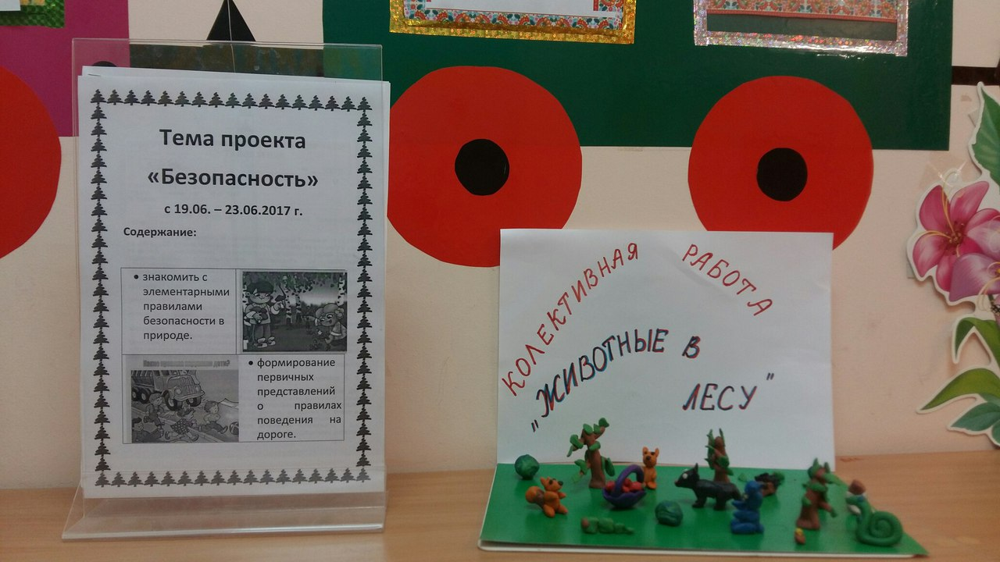 Тема проекта
«Безопасность»
с 19.06. – 23.06.2017 г.
Содержание:
• знакомить с
элементарными
правилами
безопасности в
природе.
• формирование
первичных
представлений
о правилах
поведения на
дороге.
КОЛЕКТИВНАЯ РАБОТА
„ЖИВОТНЫЕ В
ЛЕСУ"